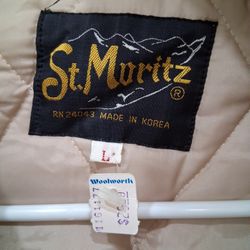 St. Moritz
®
RN 24043 MADE IN KOREA
L
Woolworth